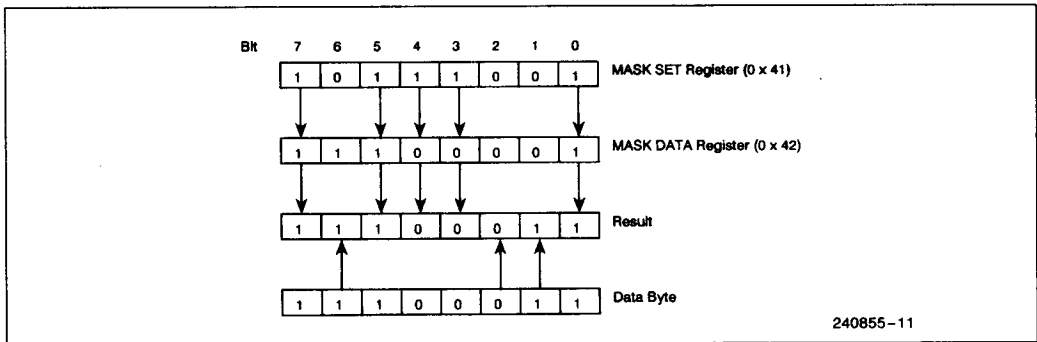 Bit 7 6 5 4 3 2 1 0
1 0 1 1 1 0 0 1 MASK SET Register (0 x 41)
1 1 1 0 0 0 0 1 MASK DATA Register (0 x 42)
1 1 1 0 0 0 1 1 Result
1 1 1 0 0 0 1 1 Data Byte
240855-11